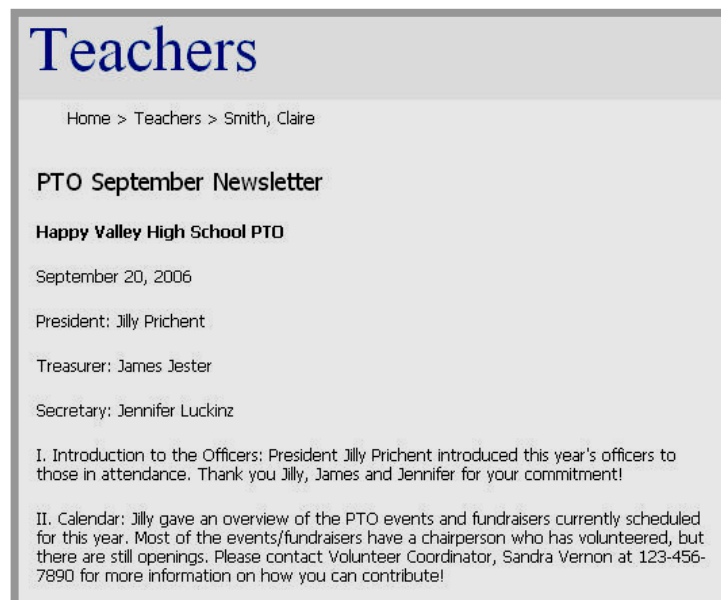 Teachers
Home > Teachers > Smith, Claire
PTO September Newsletter
Happy Valley High School PTO
September 20, 2006
President: Jilly Prichent
Treasurer: James Jester
Secretary: Jennifer Luckinz
I. Introduction to the Officers: President Jilly Prichent introduced this year's officers to
those in attendance. Thank you Jilly, James and Jennifer for your commitment!
II. Calendar: Jilly gave an overview of the PTO events and fundraisers currently scheduled
for this year. Most of the events/fundraisers have a chairperson who has volunteered, but
there are still openings. Please contact Volunteer Coordinator, Sandra Vernon at 123-456-
7890 for more information on how you can contribute!